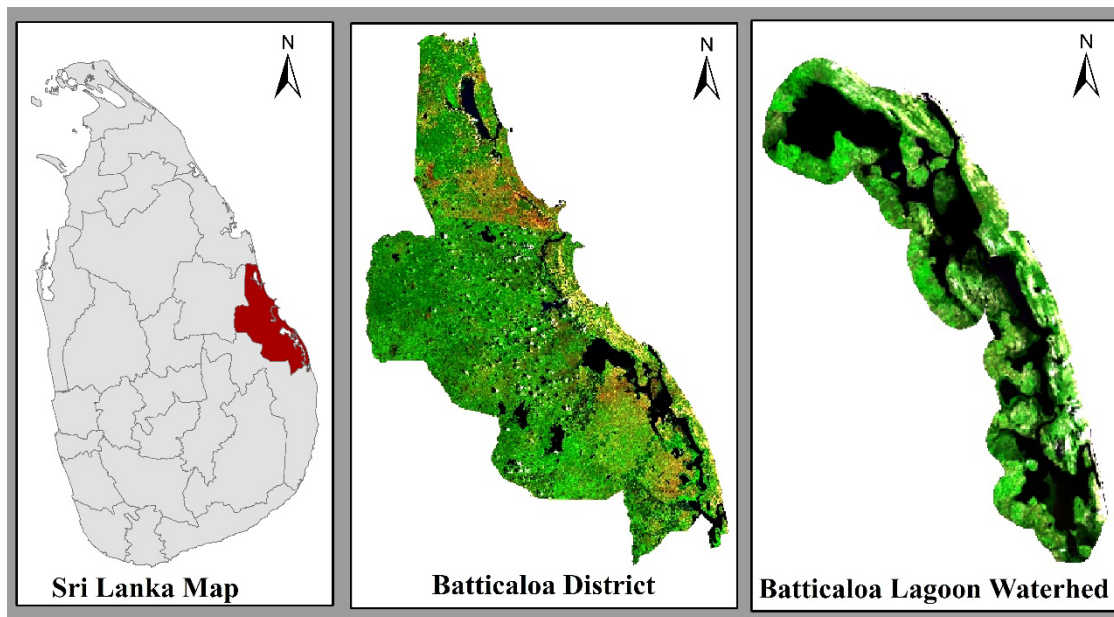 N
N
N
Sri Lanka Map
Batticaloa District
Batticaloa Lagoon Waterhed